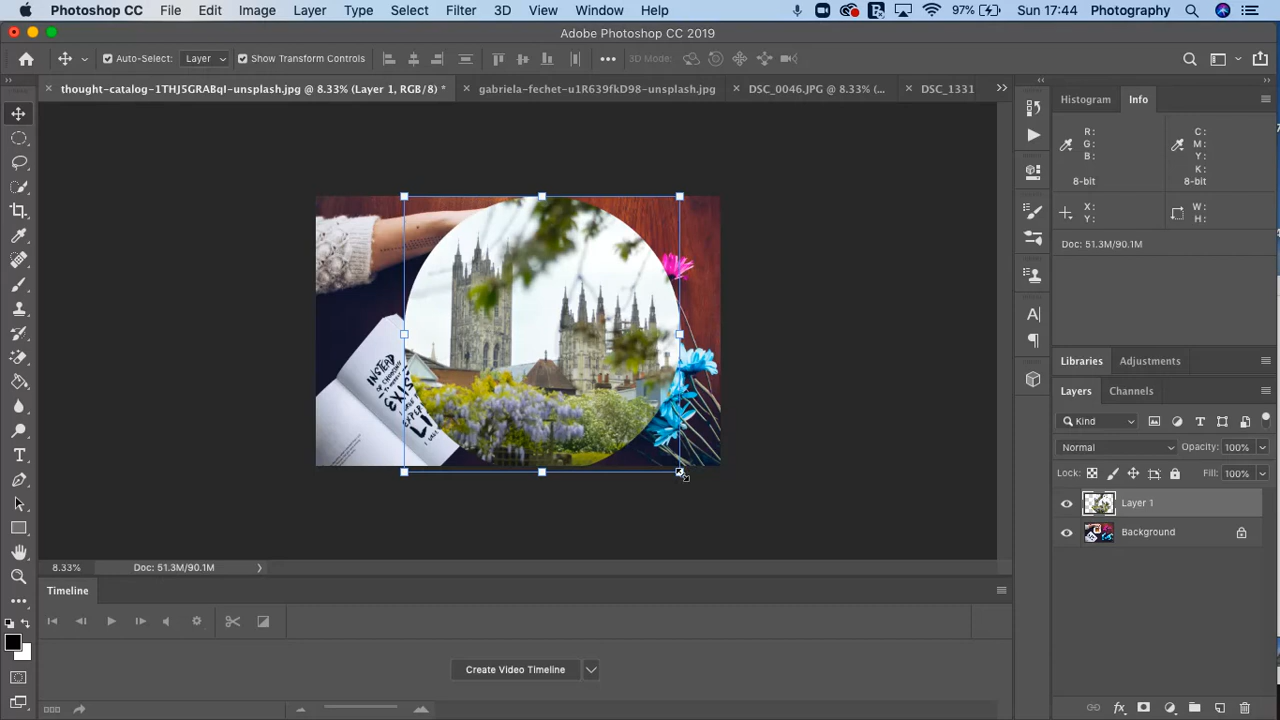 Photoshop CC File Edit Image Layer Type Select Filter 3D View Window Help 97% Sun 17:44 Photography
Adobe Photoshop CC 2019
Auto-Select: Layer Show Transform Controls 3D Mode:
thought-catalog-1THJ5GRABqI-unsplash.jpg @ 8.33% (Layer 1, RGB/8) * gabriela-fechet-u1R639fkD98-unsplash.jpg DSC_0046.JPG @ 8.33% (... DSC_1331
Histogram Info
R: C:
G: M:
B: Y:
K:
8-bit 8-bit
X: W:
Y: H:
Doc: 51.3M/90.1M
INSTEAD
Libraries Adjustments
Layers Channels
Kind
Normal Opacity: 100%
Lock: Fill: 100%
Layer 1
Background
8.33% Doc: 51.3M/90.1M
Timeline
Create Video Timeline